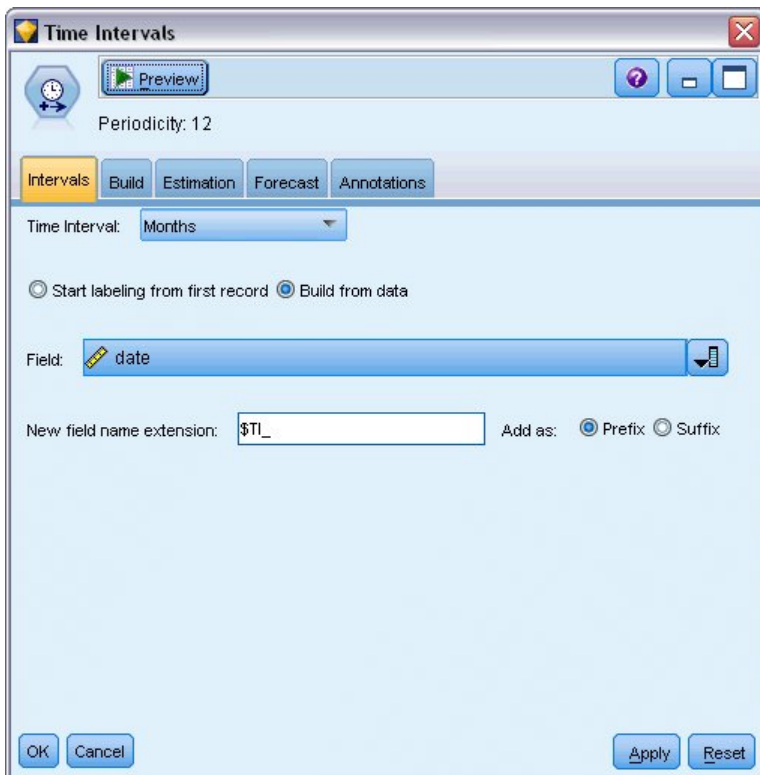 Time Intervals
Preview
Periodicity: 12
Intervals Build Estimation Forecast Annotations
Time Interval: Months
Start labeling from first record Build from data
Field: date
New field name extension: $TI_ Add as: Prefix Suffix
OK Cancel Apply Reset